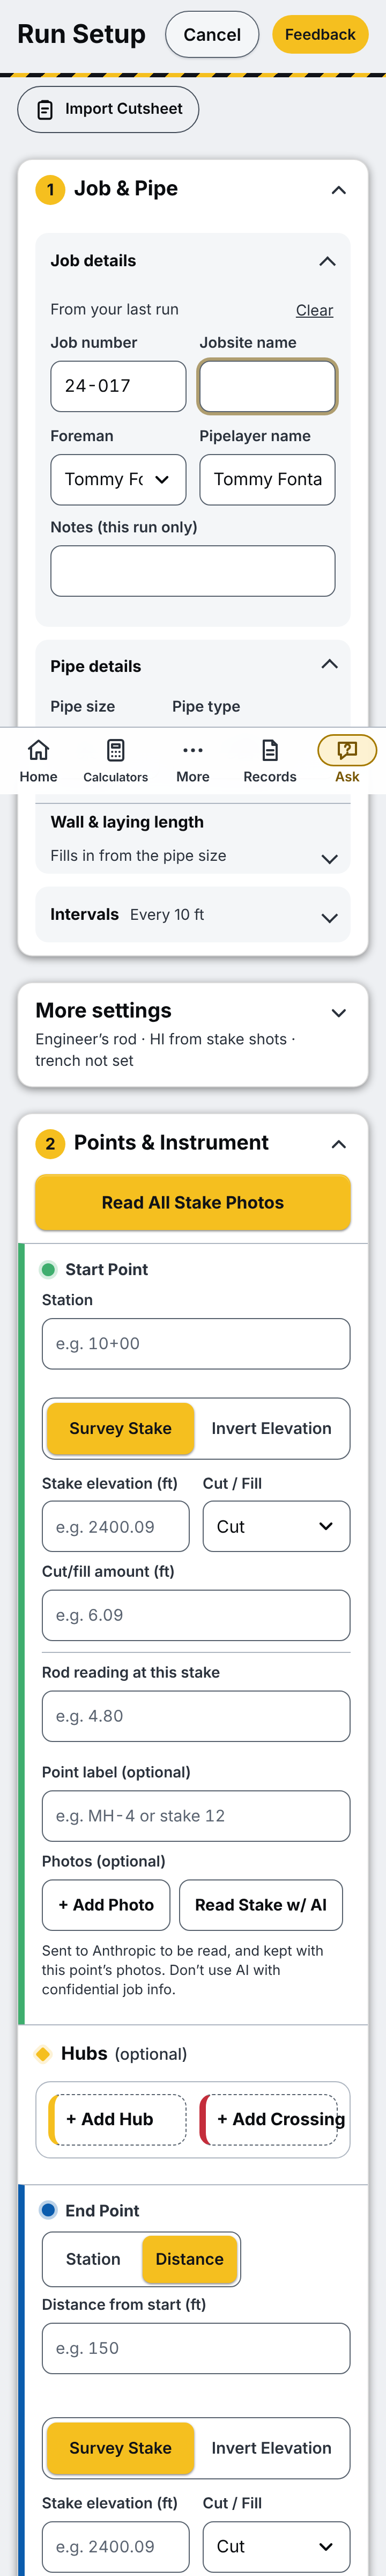 Run Setup
Cancel
Feedback
Import Cutsheet
1 Job & Pipe
Job details
From your last run
Clear
Job number
Jobsite name
24-017
Foreman
Pipelayer name
Tommy Fo
Tommy Fonta
Notes (this run only)
Pipe details
Pipe size
Pipe type
Home
Calculators
More
Records
Ask
Wall & laying length
Fills in from the pipe size
Intervals Every 10 ft
More settings
Engineer’s rod · HI from stake shots ·
trench not set
2 Points & Instrument
Read All Stake Photos
Start Point
Station
e.g. 10+00
Survey Stake
Invert Elevation
Stake elevation (ft)
Cut / Fill
e.g. 2400.09
Cut
Cut/fill amount (ft)
e.g. 6.09
Rod reading at this stake
e.g. 4.80
Point label (optional)
e.g. MH-4 or stake 12
Photos (optional)
+ Add Photo
Read Stake w/ AI
Sent to Anthropic to be read, and kept with
this point’s photos. Don’t use AI with
confidential job info.
Hubs (optional)
+ Add Hub
+ Add Crossing
End Point
Station
Distance
Distance from start (ft)
e.g. 150
Survey Stake
Invert Elevation
Stake elevation (ft)
Cut / Fill
e.g. 2400.09
Cut